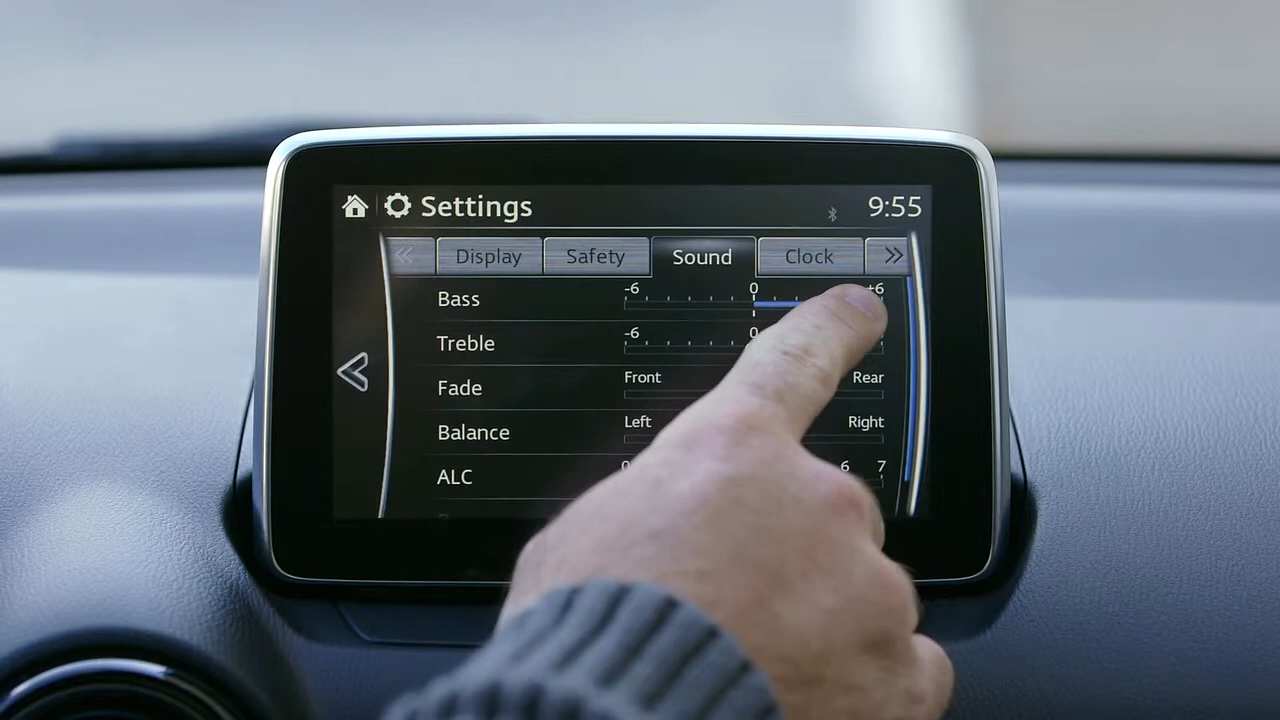 Settings 9:55
Display Safety Sound Clock
Bass -6 0 +6
Treble -6 0
Fade Front Rear
Balance Left Right
ALC 6 7